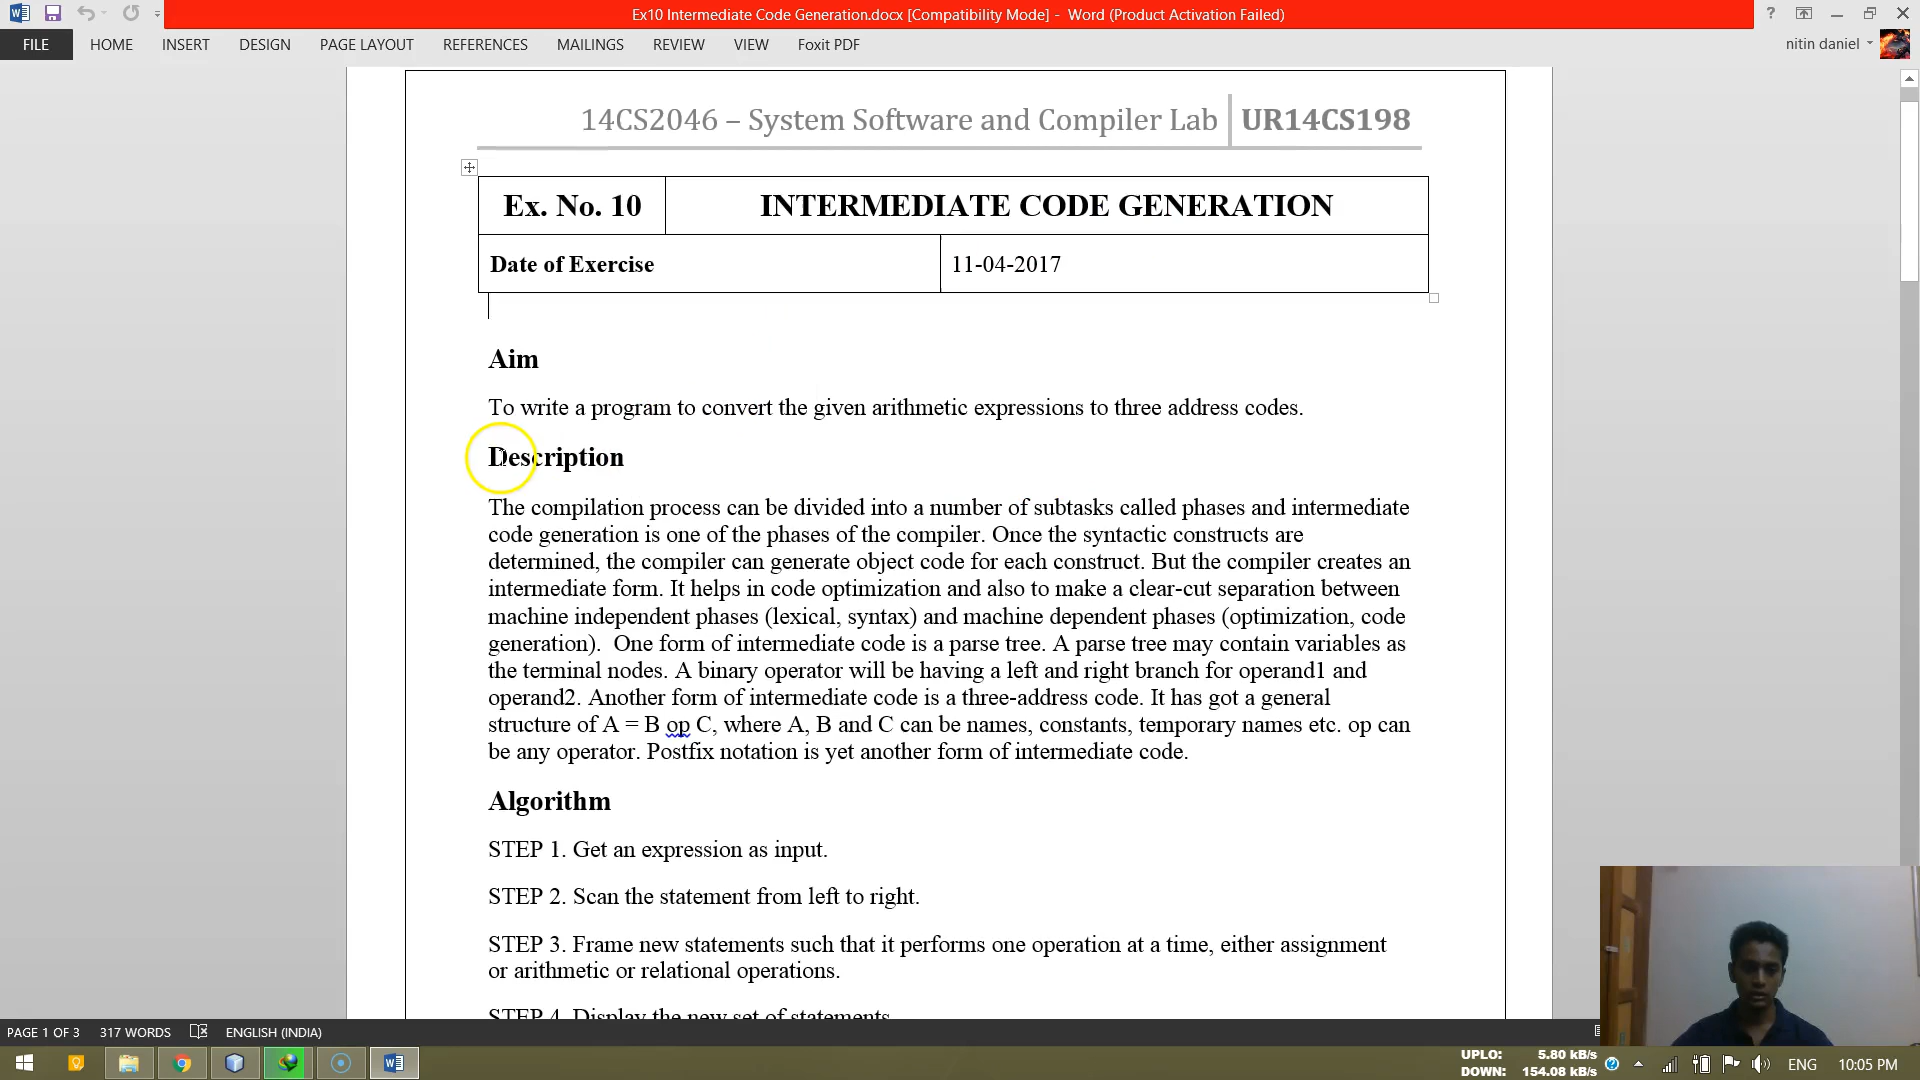 Ex10 Intermediate Code Generation.docx [Compatibility Mode] - Word (Product Activation Failed)
?
FILE HOME INSERT DESIGN PAGE LAYOUT REFERENCES MAILINGS REVIEW VIEW Foxit PDF
nitin daniel
14CS2046 – System Software and Compiler Lab UR14CS198
Ex. No. 10 INTERMEDIATE CODE GENERATION
Date of Exercise 11-04-2017
Aim
To write a program to convert the given arithmetic expressions to three address codes.
Description
The compilation process can be divided into a number of subtasks called phases and intermediate
code generation is one of the phases of the compiler. Once the syntactic constructs are
determined, the compiler can generate object code for each construct. But the compiler creates an
intermediate form. It helps in code optimization and also to make a clear-cut separation between
machine independent phases (lexical, syntax) and machine dependent phases (optimization, code
generation).  One form of intermediate code is a parse tree. A parse tree may contain variables as
the terminal nodes. A binary operator will be having a left and right branch for operand1 and
operand2. Another form of intermediate code is a three-address code. It has got a general
structure of A = B op C, where A, B and C can be names, constants, temporary names etc. op can
be any operator. Postfix notation is yet another form of intermediate code.
Algorithm
STEP 1. Get an expression as input.
STEP 2. Scan the statement from left to right.
STEP 3. Frame new statements such that it performs one operation at a time, either assignment
or arithmetic or relational operations.
STEP 4. Display the new set of statements.
PAGE 1 OF 3 317 WORDS ENGLISH (INDIA)
UPLO: 5.80 kB/s
DOWN: 154.08 kB/s
ENG 10:05 PM